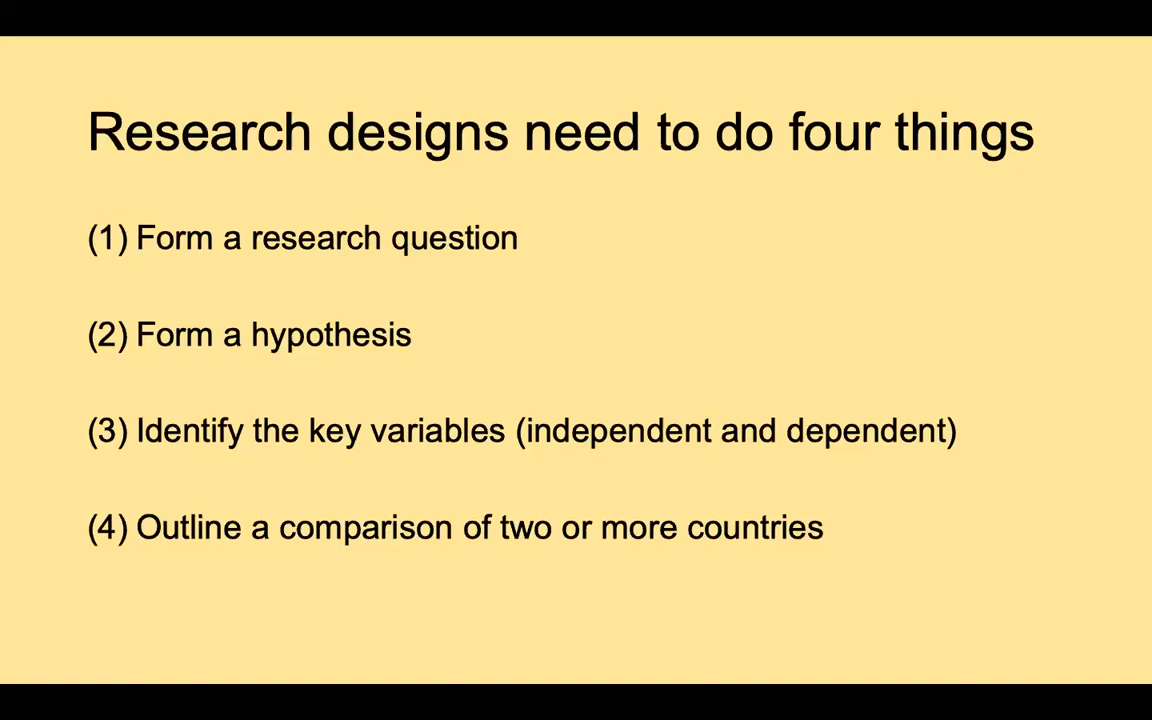 Research designs need to do four things
(1) Form a research question
(2) Form a hypothesis
(3) Identify the key variables (independent and dependent)
(4) Outline a comparison of two or more countries